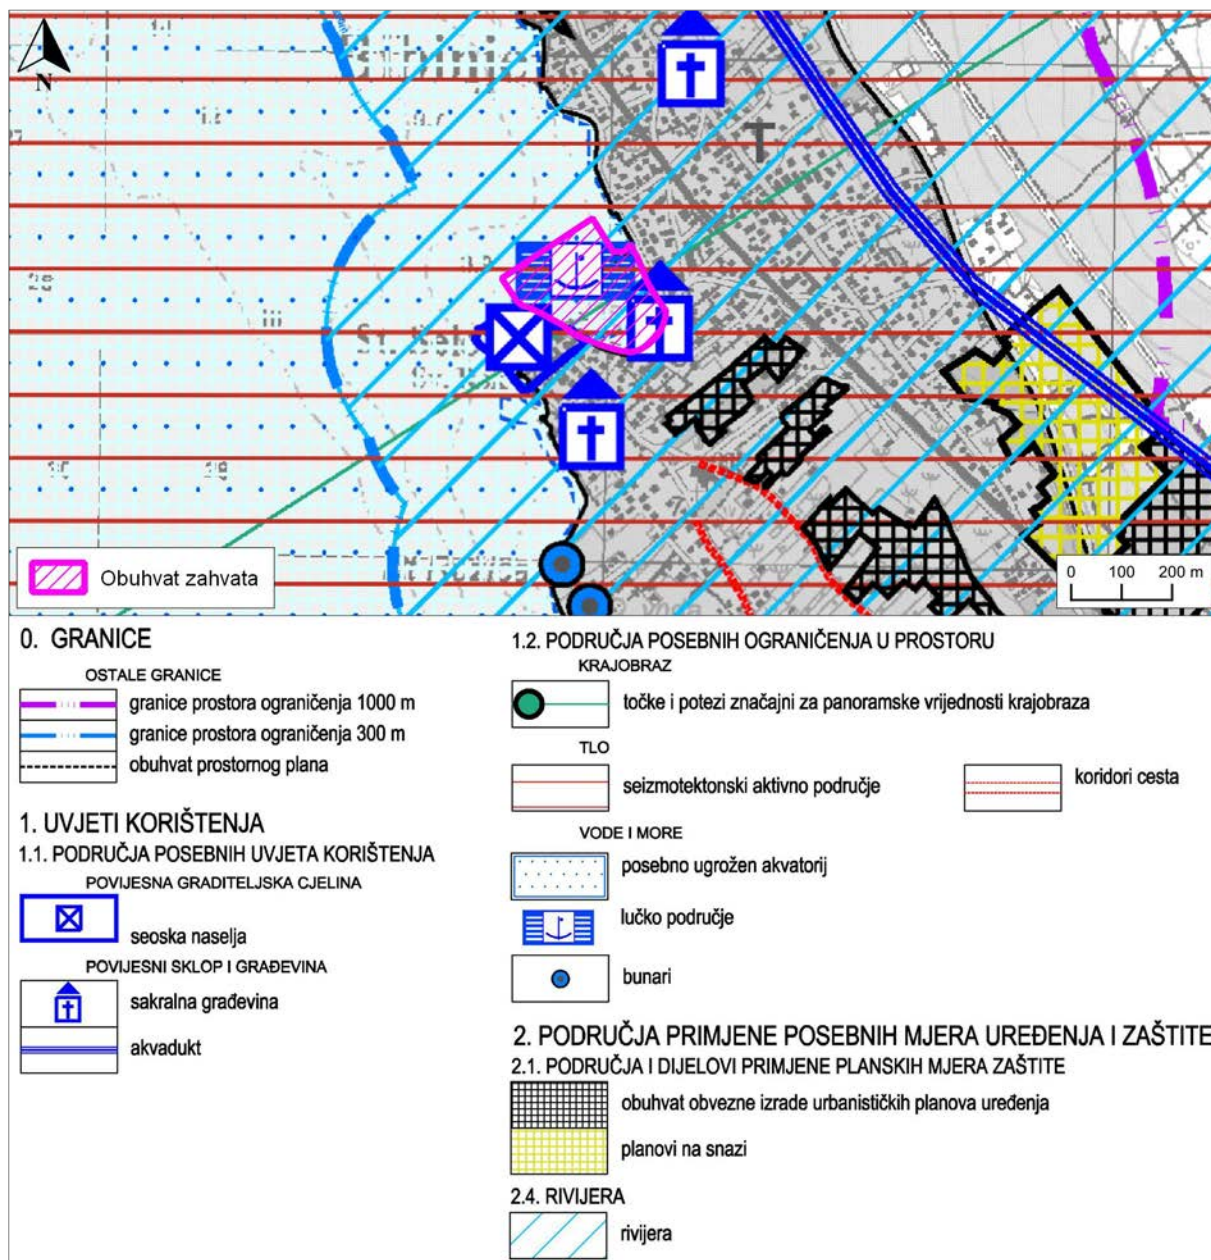 N
T
Obuhvat zahvata
0 100 200 m
0. GRANICE
OSTALE GRANICE
granice prostora ograničenja 1000 m
granice prostora ograničenja 300 m
obuhvat prostornog plana
1. UVJETI KORIŠTENJA
1.1. PODRUČJA POSEBNIH UVJETA KORIŠTENJA
POVIJESNA GRADITELJSKA CJELINA
seoska naselja
POVIJESNI SKLOP I GRAĐEVINA
sakralna građevina
akvadukt
1.2. PODRUČJA POSEBNIH OGRANIČENJA U PROSTORU
KRAJOBRAZ
točke i potezi značajni za panoramske vrijednosti krajobraza
TLO
seizmotektonski aktivno područje
koridori cesta
VODE I MORE
posebno ugrožen akvatorij
lučko područje
bunari
2. PODRUČJA PRIMJENE POSEBNIH MJERA UREĐENJA I ZAŠTITE
2.1. PODRUČJA I DIJELOVI PRIMJENE PLANSKIH MJERA ZAŠTITE
obuhvat obvezne izrade urbanističkih planova uređenja
planovi na snazi
2.4. RIVIJERA
rivijera